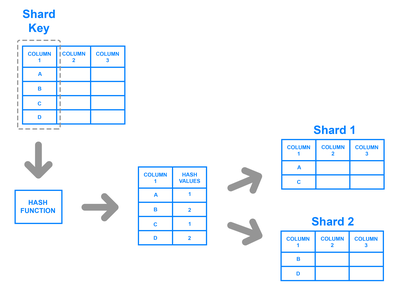 Shard
Key
COLUMN 1 COLUMN 2 COLUMN 3
A
B
C
D
HASH
FUNCTION
COLUMN 1 HASH VALUES
A 1
B 2
C 1
D 2
Shard 1
COLUMN 1 COLUMN 2 COLUMN 3
A
C
Shard 2
COLUMN 1 COLUMN 2 COLUMN 3
B
D